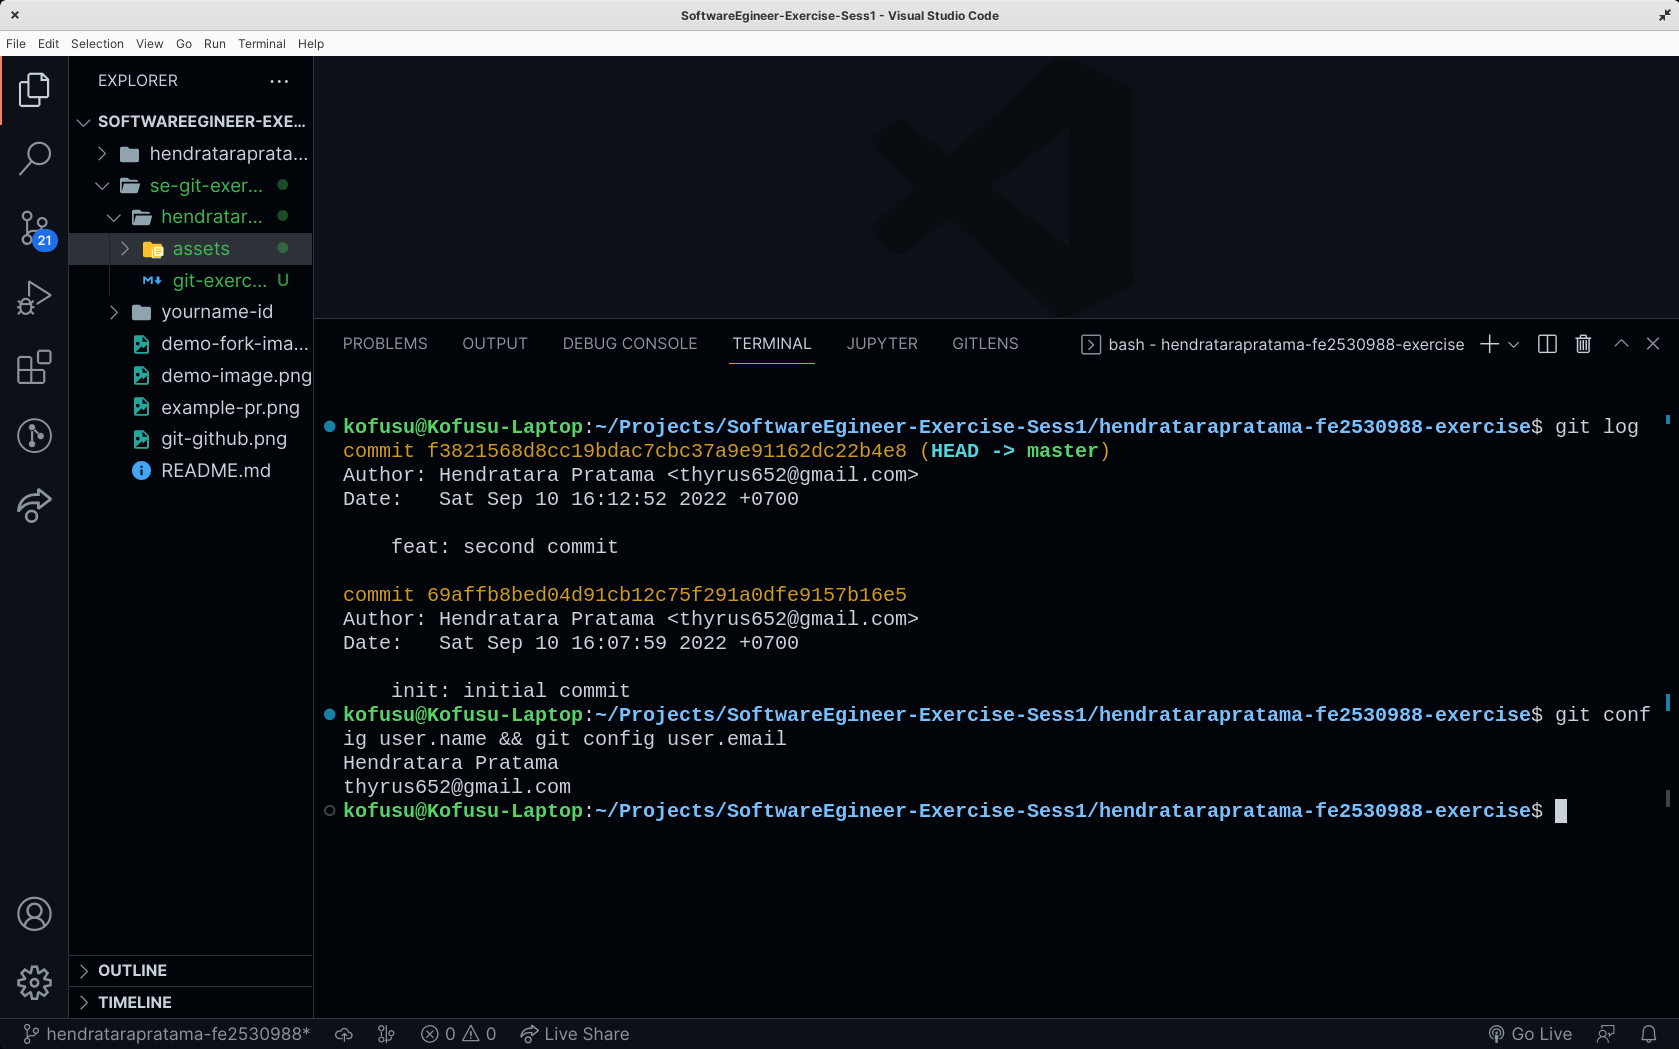 SoftwareEgineer-Exercise-Sess1 - Visual Studio Code
File Edit Selection View Go Run Terminal Help
EXPLORER
SOFTWAREEGINEER-EXE...
hendrataraprata...
se-git-exer...
hendratar...
assets
git-exerc... U
yourname-id
demo-fork-ima...
demo-image.png
example-pr.png
git-github.png
README.md
OUTLINE
TIMELINE
21
PROBLEMS OUTPUT DEBUG CONSOLE TERMINAL JUPYTER GITLENS bash - hendratarapratama-fe2530988-exercise
kofusu@Kofusu-Laptop:~/Projects/SoftwareEgineer-Exercise-Sess1/hendratarapratama-fe2530988-exercise$ git log
commit f3821568d8cc19bdac7cbc37a9e91162dc22b4e8 (HEAD -> master)
Author: Hendratara Pratama <thyrus652@gmail.com>
Date:   Sat Sep 10 16:12:52 2022 +0700
feat: second commit
commit 69affb8bed04d91cb12c75f291a0dfe9157b16e5
Author: Hendratara Pratama <thyrus652@gmail.com>
Date:   Sat Sep 10 16:07:59 2022 +0700
init: initial commit
kofusu@Kofusu-Laptop:~/Projects/SoftwareEgineer-Exercise-Sess1/hendratarapratama-fe2530988-exercise$ git conf
ig user.name && git config user.email
Hendratara Pratama
thyrus652@gmail.com
kofusu@Kofusu-Laptop:~/Projects/SoftwareEgineer-Exercise-Sess1/hendratarapratama-fe2530988-exercise$
hendratarapratama-fe2530988* 0 0 Live Share Go Live